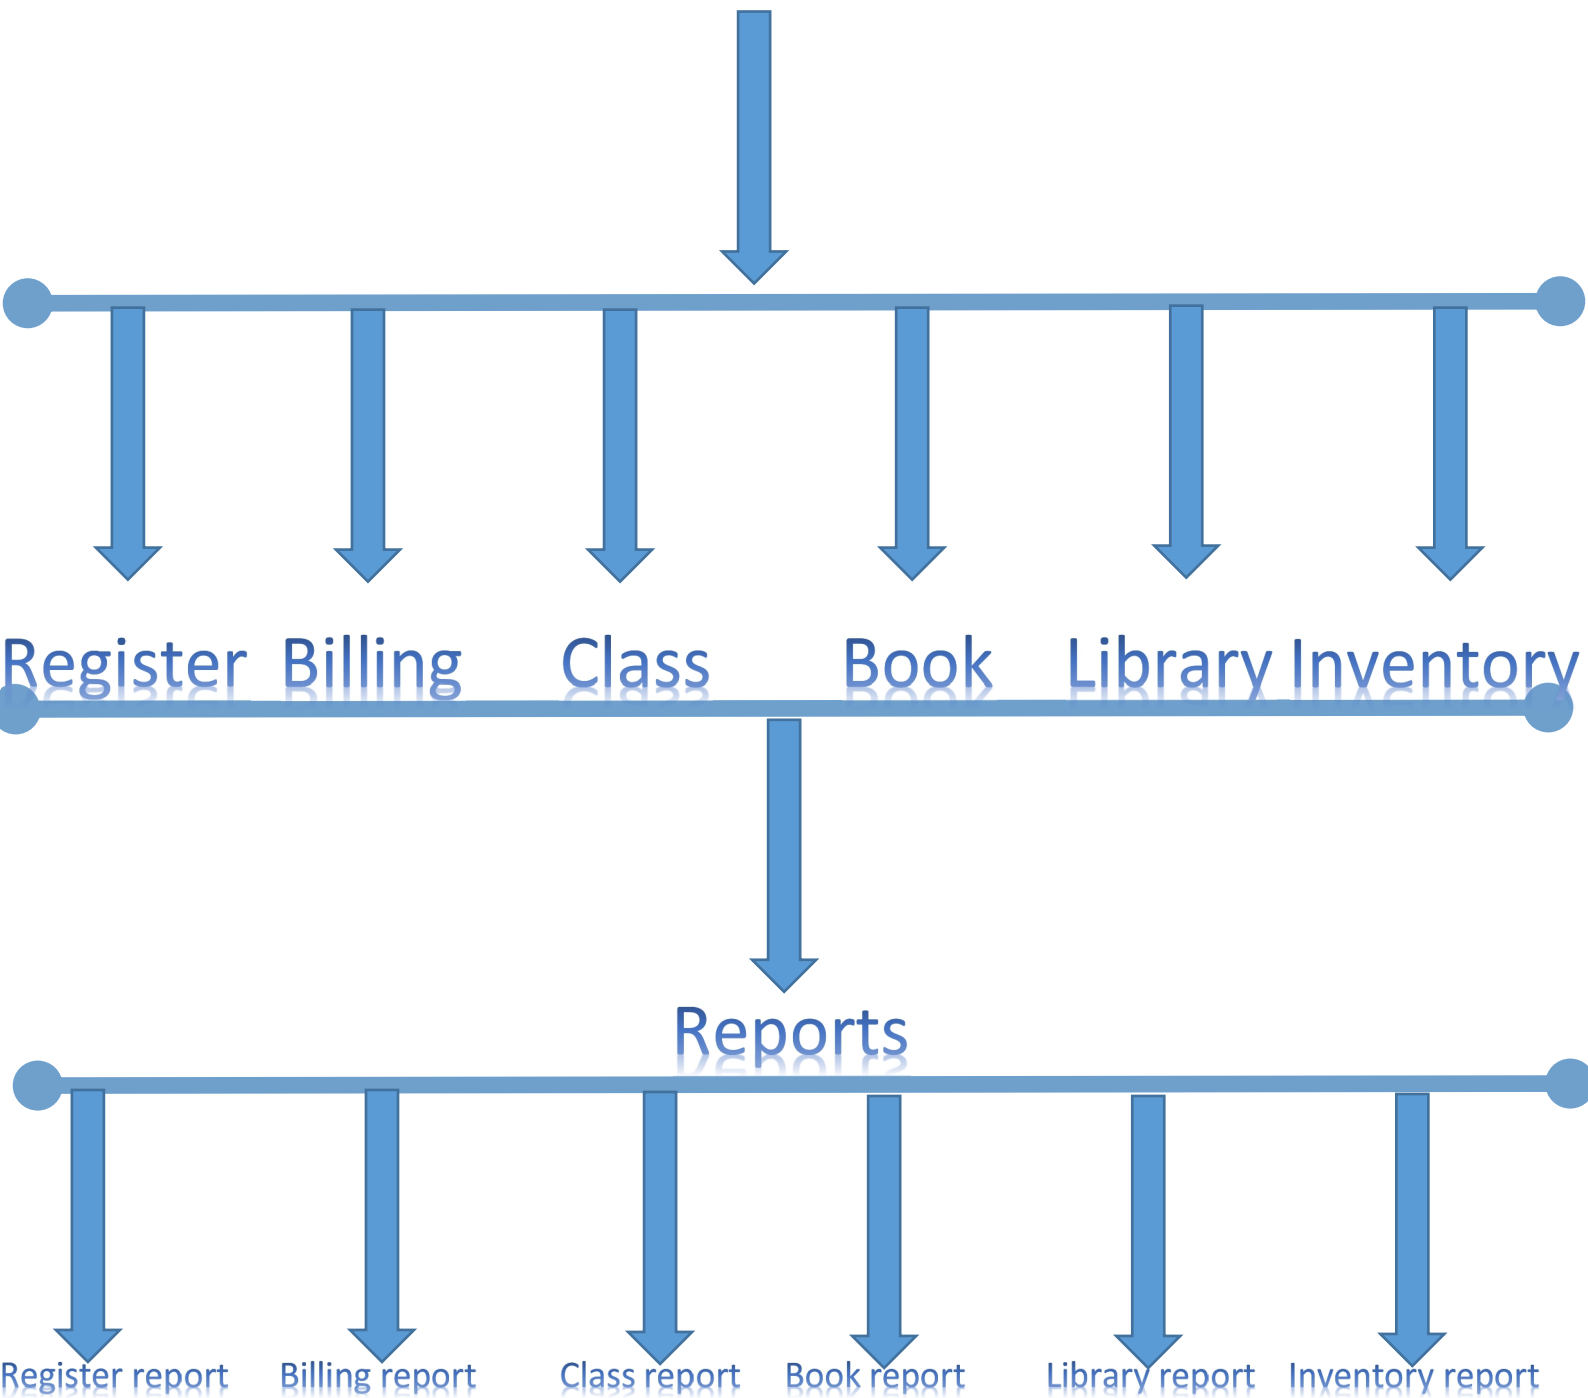 Register Billing Class Book Library Inventory
Reports
Register report Billing report Class report Book report Library report Inventory report